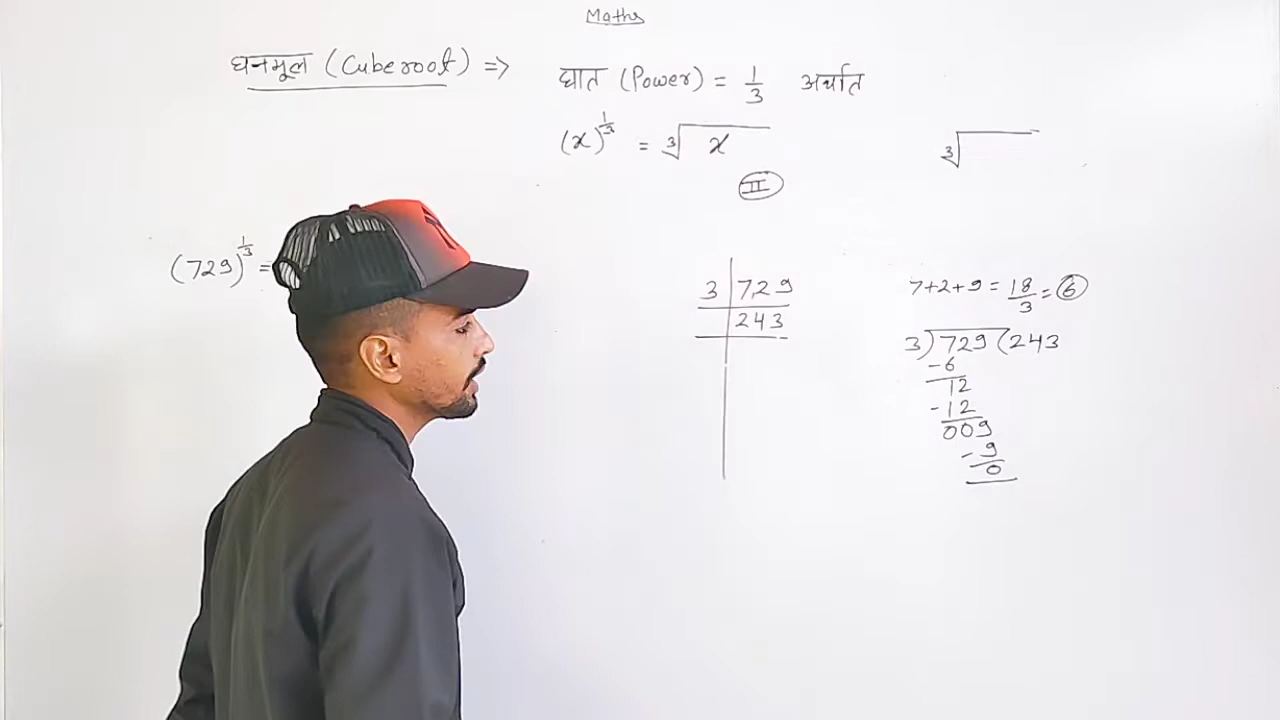 Maths
घनमूल (Cuberoot) => घात (Power) = 1/3 अर्थात
(x)^1/3 = ∛x ∛
II
(729)^1/3 =
3 | 729
243
7+2+9 = 18/3 = 6
3) 729 (243
-6
12
-12
009
-9
0